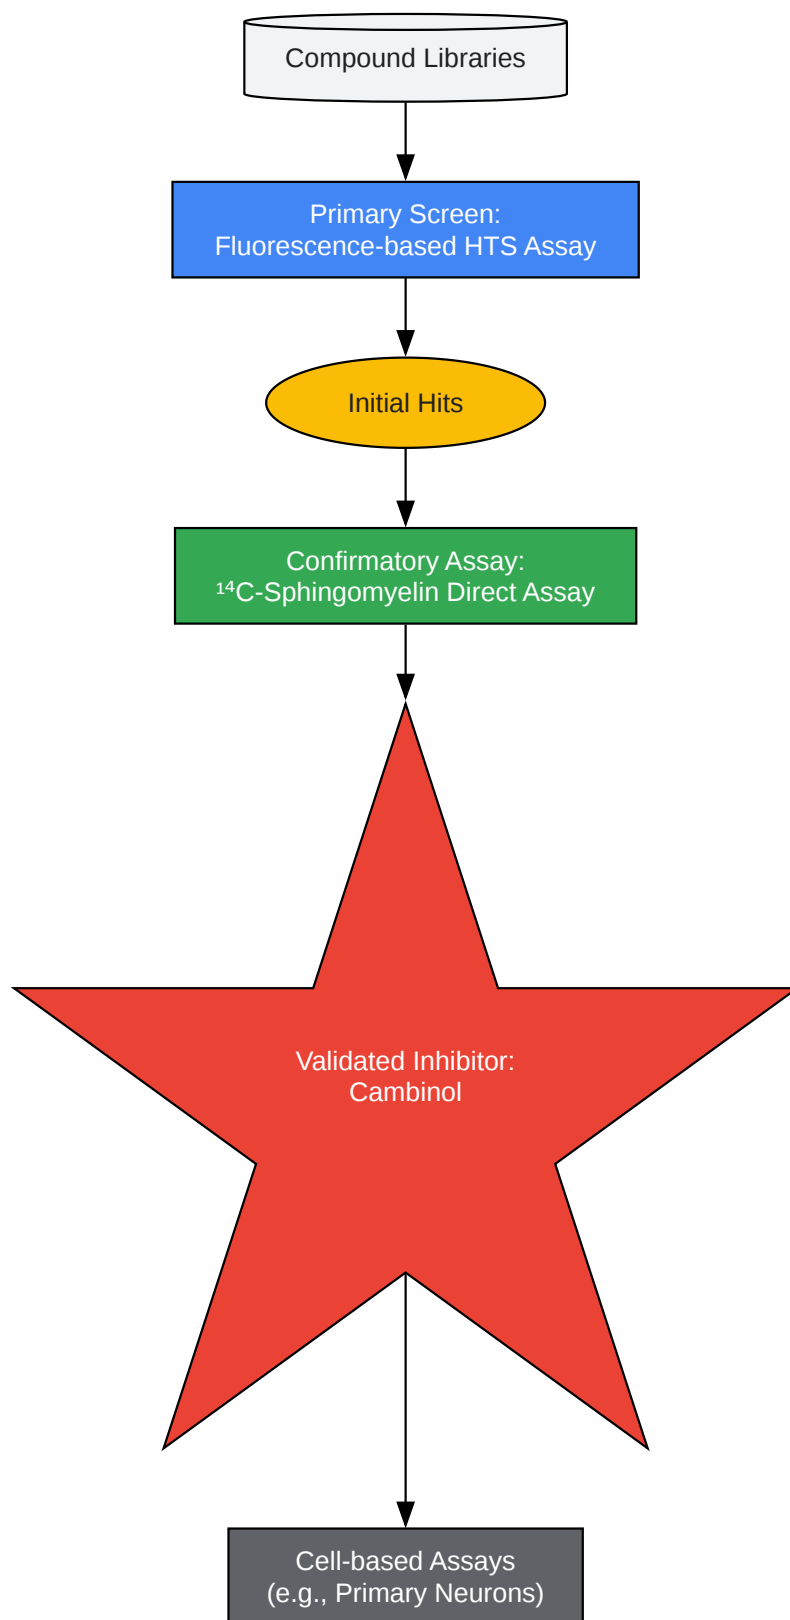 Compound Libraries
Primary Screen:
Fluorescence-based HTS Assay
Initial Hits
Confirmatory Assay:
¹⁴C-Sphingomyelin Direct Assay
Validated Inhibitor:
Cambinol
Cell-based Assays
(e.g., Primary Neurons)